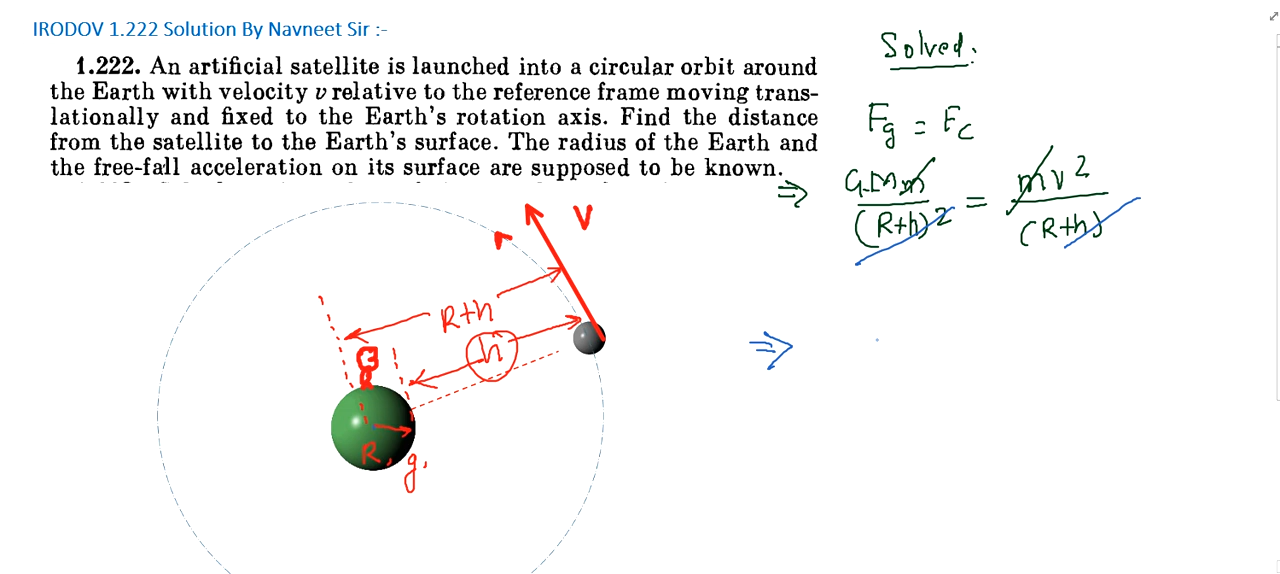 IRODOV 1.222 Solution By Navneet Sir :-
1.222. An artificial satellite is launched into a circular orbit around
the Earth with velocity v relative to the reference frame moving trans-
lationally and fixed to the Earth's rotation axis. Find the distance
from the satellite to the Earth's surface. The radius of the Earth and
the free-fall acceleration on its surface are supposed to be known.
Solved:
Fg = Fc
⇒ GMm/(R+h)² = mv²/(R+h)
⇒
V
R+h
h
R, g.